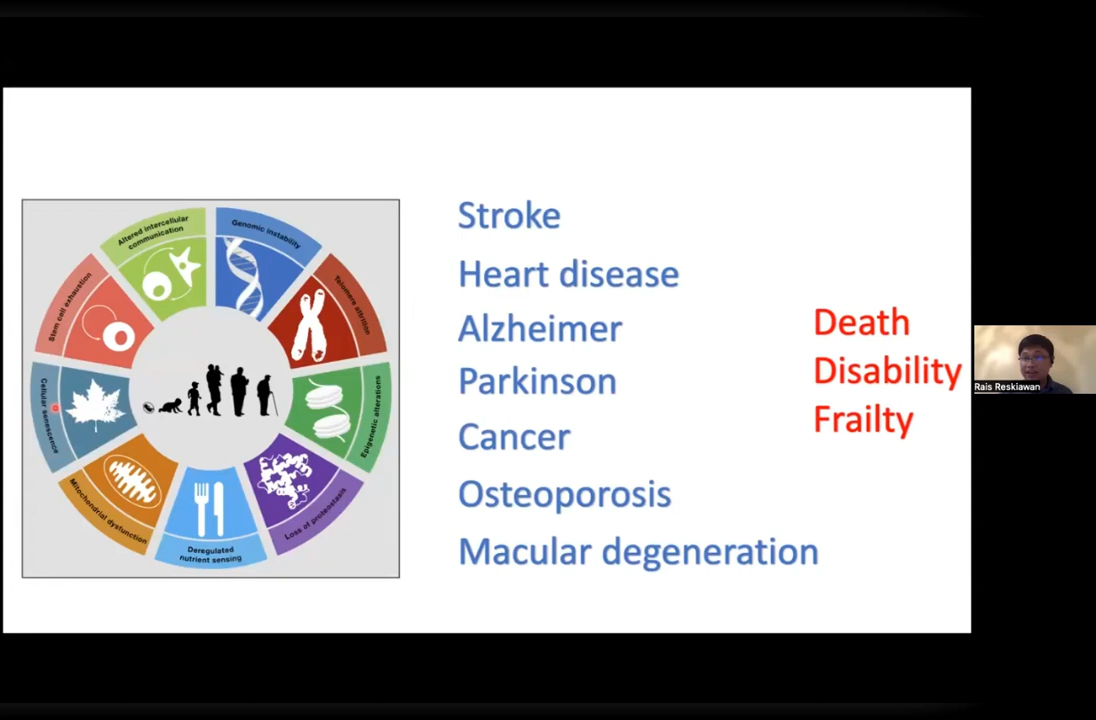 Altered intercellular
communication
Genomic instability
Telomere attrition
Epigenetic alterations
Loss of proteostasis
Deregulated
nutrient sensing
Mitochondrial dysfunction
Cellular senescence
Stem cell exhaustion
Stroke
Heart disease
Alzheimer
Parkinson
Cancer
Osteoporosis
Macular degeneration
Death
Disability
Frailty
Rais Reskiawan